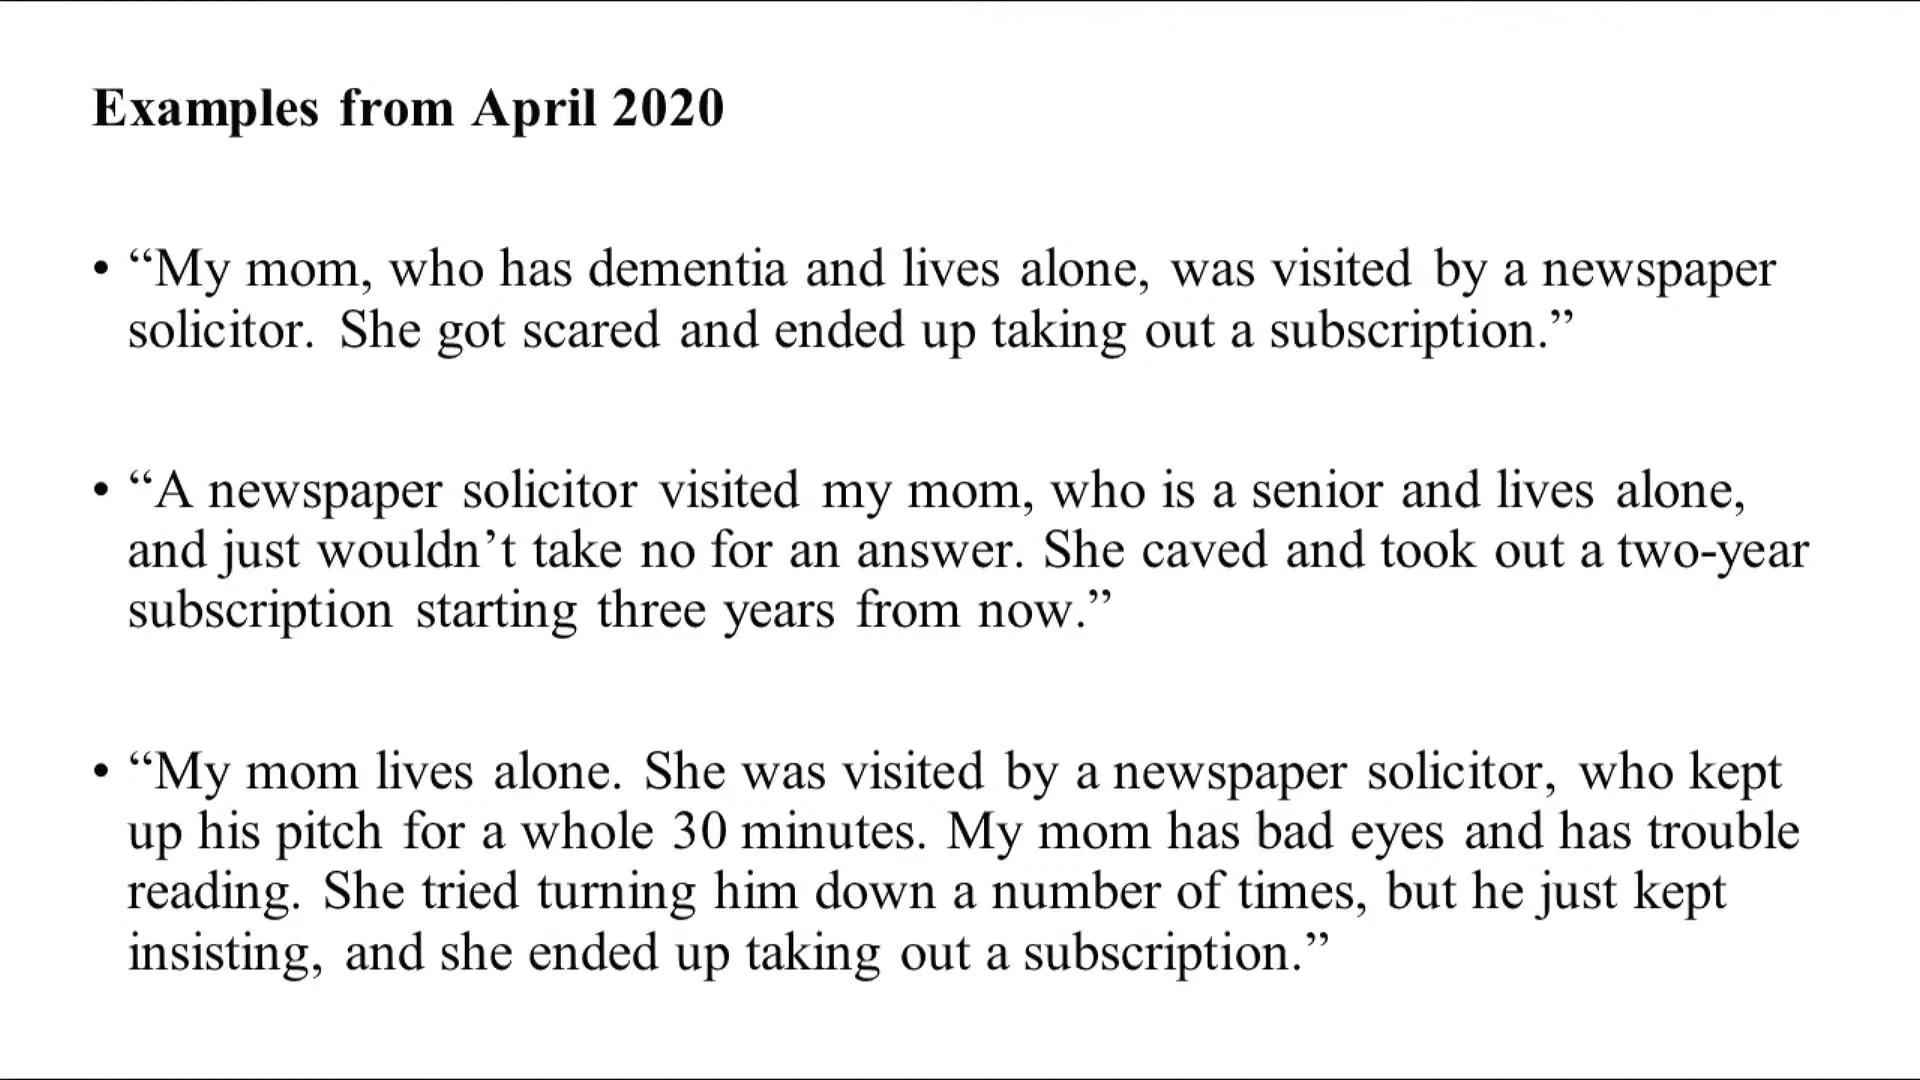 Examples from April 2020
• “My mom, who has dementia and lives alone, was visited by a newspaper
solicitor. She got scared and ended up taking out a subscription.”
• “A newspaper solicitor visited my mom, who is a senior and lives alone,
and just wouldn’t take no for an answer. She caved and took out a two-year
subscription starting three years from now.”
• “My mom lives alone. She was visited by a newspaper solicitor, who kept
up his pitch for a whole 30 minutes. My mom has bad eyes and has trouble
reading. She tried turning him down a number of times, but he just kept
insisting, and she ended up taking out a subscription.”